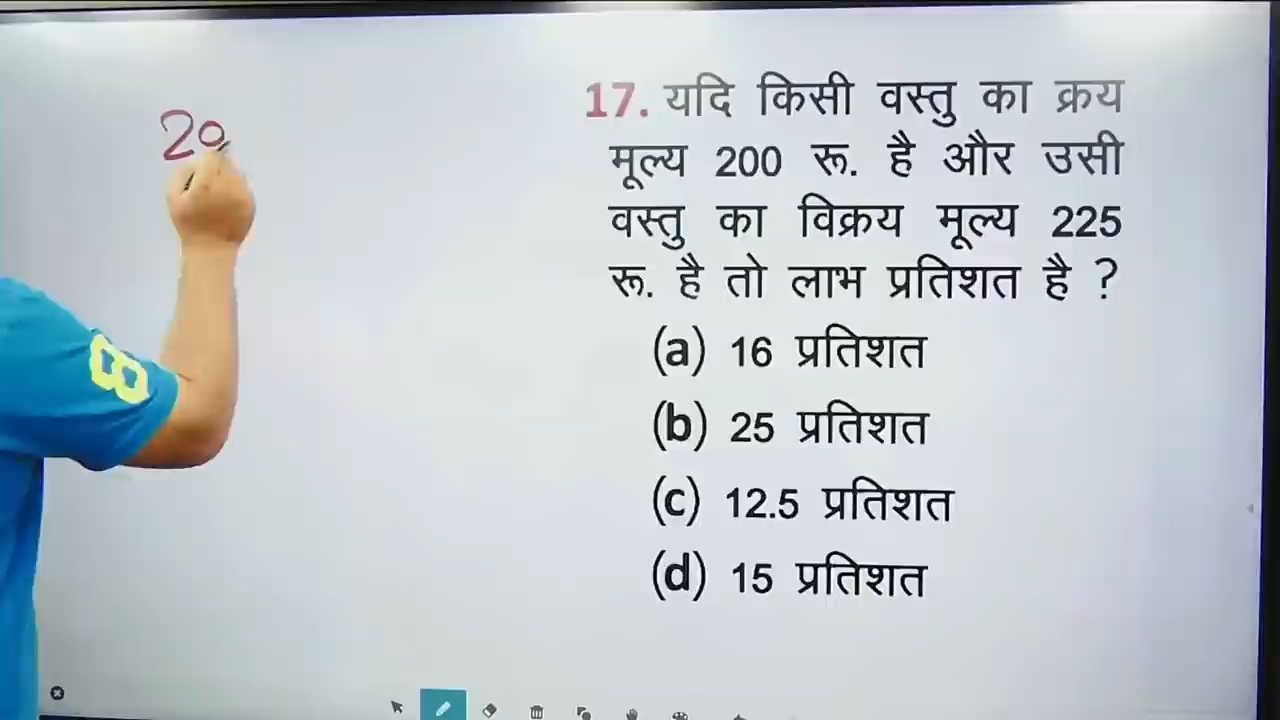 20
17. यदि किसी वस्तु का क्रय
मूल्य 200 रू. है और उसी
वस्तु का विक्रय मूल्य 225
रू. है तो लाभ प्रतिशत है ?
(a) 16 प्रतिशत
(b) 25 प्रतिशत
(c) 12.5 प्रतिशत
(d) 15 प्रतिशत
8